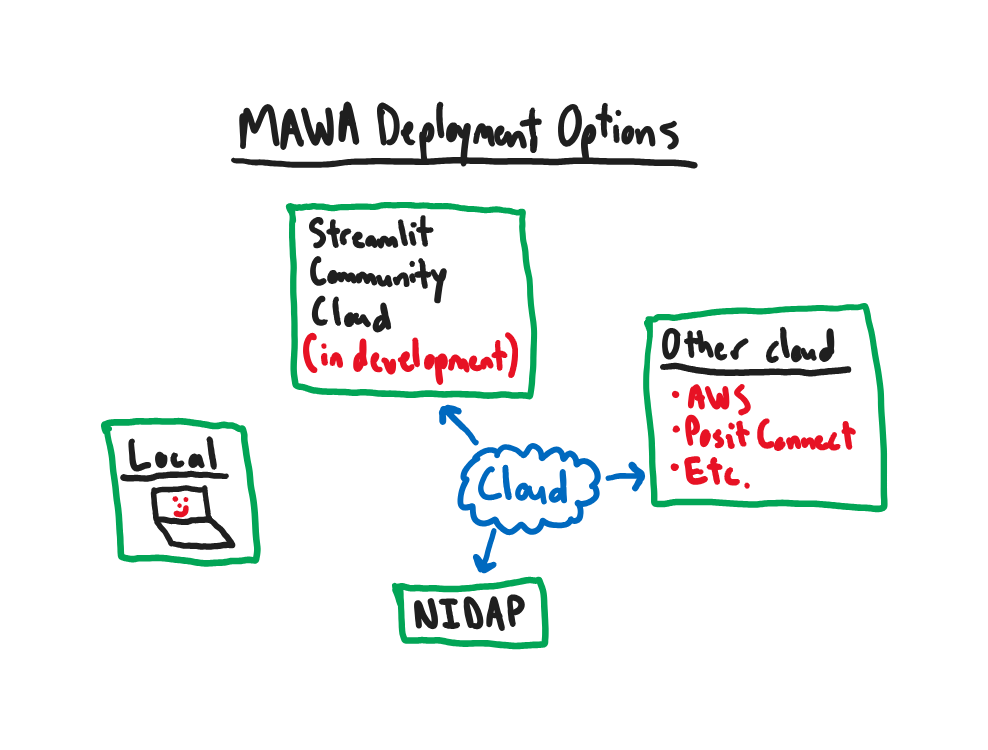 MAWA Deployment Options
Streamlit
Community
Cloud
(in development)
Other cloud
• AWS
• Posit Connect
• Etc.
Local
Cloud
NIDAP